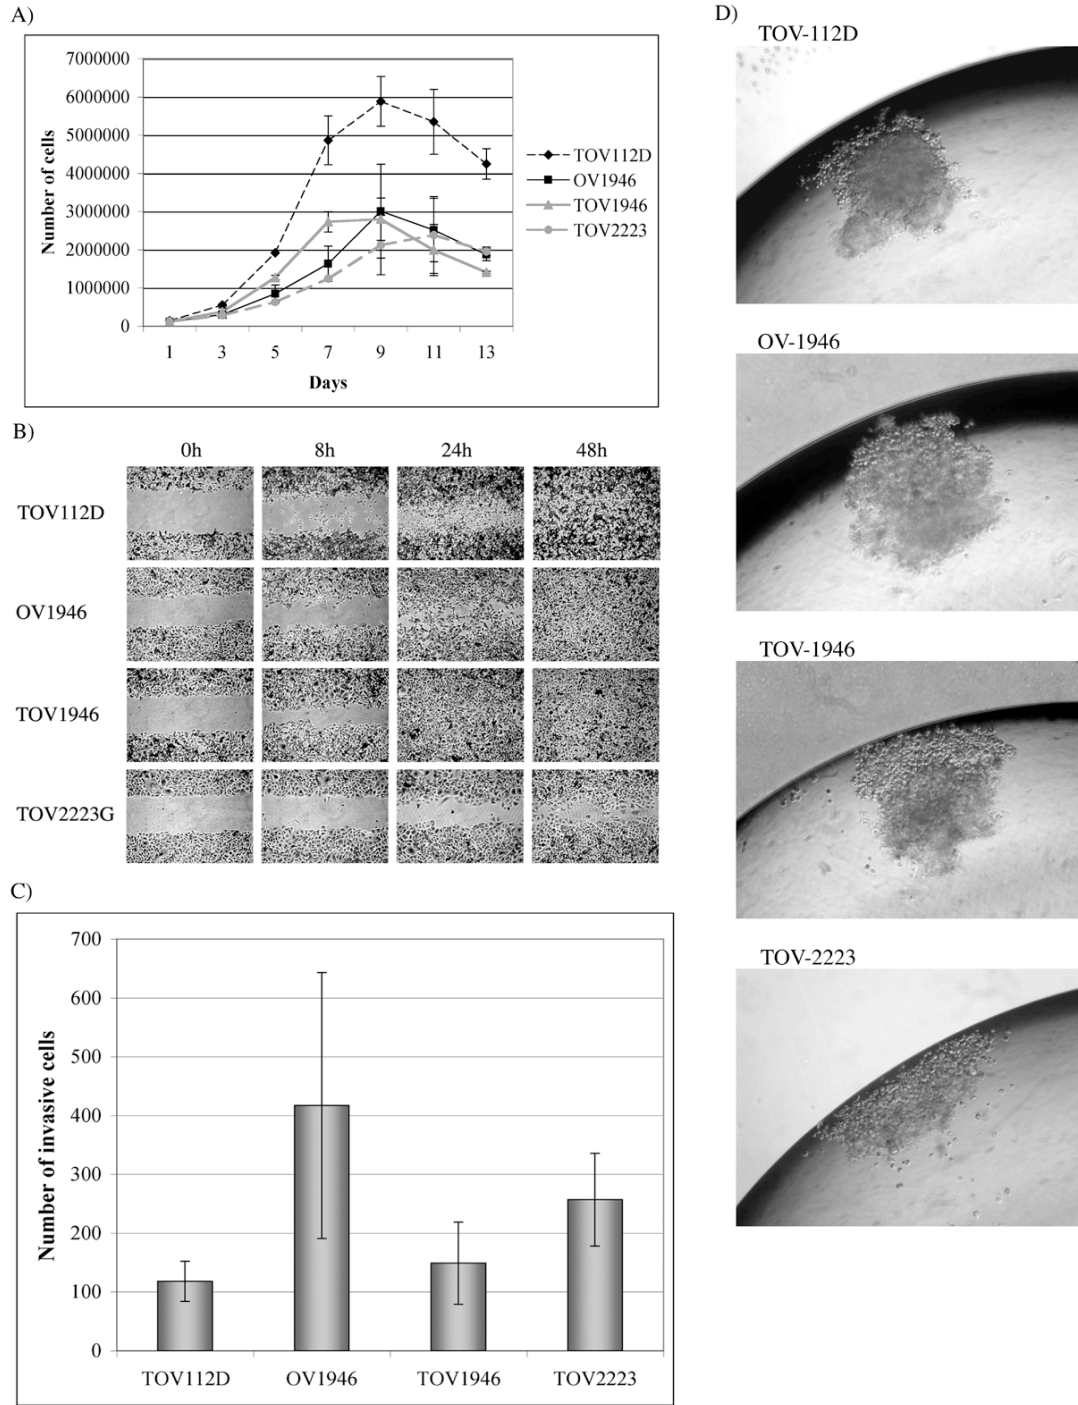 A)
7000000
6000000
5000000
4000000
3000000
2000000
1000000
0
Number of cells
1 3 5 7 9 11 13
Days
TOV112D
OV1946
TOV1946
TOV2223
B)
0h 8h 24h 48h
TOV112D
OV1946
TOV1946
TOV2223G
C)
700
600
500
400
300
200
100
0
Number of invasive cells
TOV112D OV1946 TOV1946 TOV2223
D)
TOV-112D
OV-1946
TOV-1946
TOV-2223